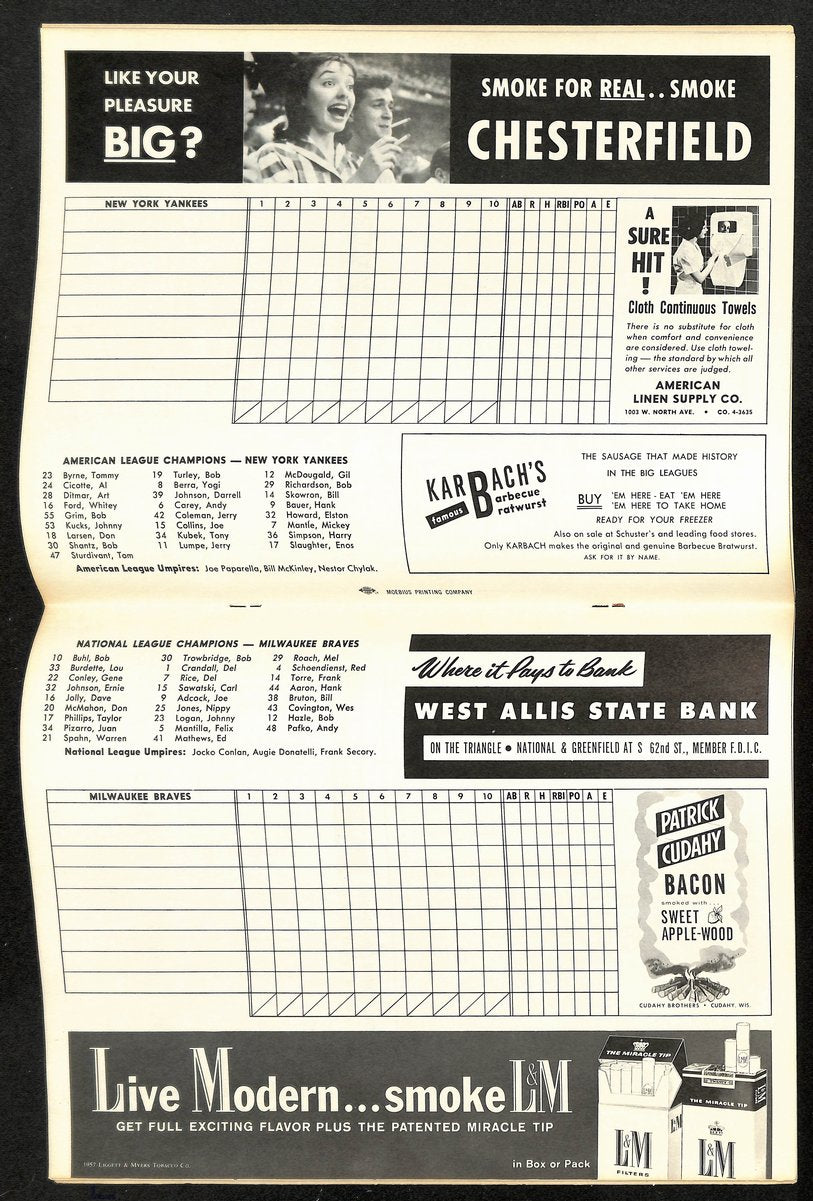 LIKE YOUR
PLEASURE
BIG?
SMOKE FOR REAL.. SMOKE
CHESTERFIELD
NEW YORK YANKEES 1 2 3 4 5 6 7 8 9 10 AB R H RBI PO A E
A
SURE
HIT
!
Cloth Continuous Towels
There is no substitute for cloth
when comfort and convenience
are considered. Use cloth towel-
ing — the standard by which all
other services are judged.
AMERICAN
LINEN SUPPLY CO.
1003 W. NORTH AVE. • CO. 4-3635
AMERICAN LEAGUE CHAMPIONS — NEW YORK YANKEES
23 Byrne, Tommy 19 Turley, Bob 12 McDougald, Gil
24 Cicotte, Al 8 Berra, Yogi 29 Richardson, Bob
28 Ditmar, Art 39 Johnson, Darrell 14 Skowron, Bill
16 Ford, Whitey 6 Carey, Andy 9 Bauer, Hank
55 Grim, Bob 42 Coleman, Jerry 32 Howard, Elston
53 Kucks, Johnny 15 Collins, Joe 7 Mantle, Mickey
18 Larsen, Don 34 Kubek, Tony 36 Simpson, Harry
30 Shantz, Bob 11 Lumpe, Jerry 17 Slaughter, Enos
47 Sturdivant, Tom
American League Umpires: Joe Paparella, Bill McKinley, Nestor Chylak.
KARBACH'S
famous Barbecue
Bratwurst
THE SAUSAGE THAT MADE HISTORY
IN THE BIG LEAGUES
BUY 'EM HERE - EAT 'EM HERE
'EM HERE TO TAKE HOME
READY FOR YOUR FREEZER
Also on sale at Schuster's and leading food stores.
Only KARBACH makes the original and genuine Barbecue Bratwurst.
ASK FOR IT BY NAME.
MOEBIUS PRINTING COMPANY
NATIONAL LEAGUE CHAMPIONS — MILWAUKEE BRAVES
10 Buhl, Bob 30 Trowbridge, Bob 29 Roach, Mel
33 Burdette, Lou 1 Crandall, Del 4 Schoendienst, Red
22 Conley, Gene 7 Rice, Del 14 Torre, Frank
32 Johnson, Ernie 15 Sawatski, Carl 44 Aaron, Hank
16 Jolly, Dave 9 Adcock, Joe 38 Bruton, Bill
20 McMahon, Don 25 Jones, Nippy 43 Covington, Wes
17 Phillips, Taylor 23 Logan, Johnny 12 Hazle, Bob
34 Pizarro, Juan 5 Mantilla, Felix 48 Pafko, Andy
21 Spahn, Warren 41 Mathews, Ed
National League Umpires: Jocko Conlan, Augie Donatelli, Frank Secory.
Where it Pays to Bank
WEST ALLIS STATE BANK
ON THE TRIANGLE • NATIONAL & GREENFIELD AT S 62nd ST., MEMBER F.D.I.C.
MILWAUKEE BRAVES 1 2 3 4 5 6 7 8 9 10 AB R H RBI PO A E
PATRICK
CUDAHY
BACON
smoked with...
SWEET
APPLE-WOOD
CUDAHY BROTHERS • CUDAHY, WIS.
Live Modern...smoke L&M
GET FULL EXCITING FLAVOR PLUS THE PATENTED MIRACLE TIP
1957 LIGGETT & MYERS TOBACCO CO.
in Box or Pack
THE MIRACLE TIP
L&M
FILTERS
L&M
THE MIRACLE TIP
L&M